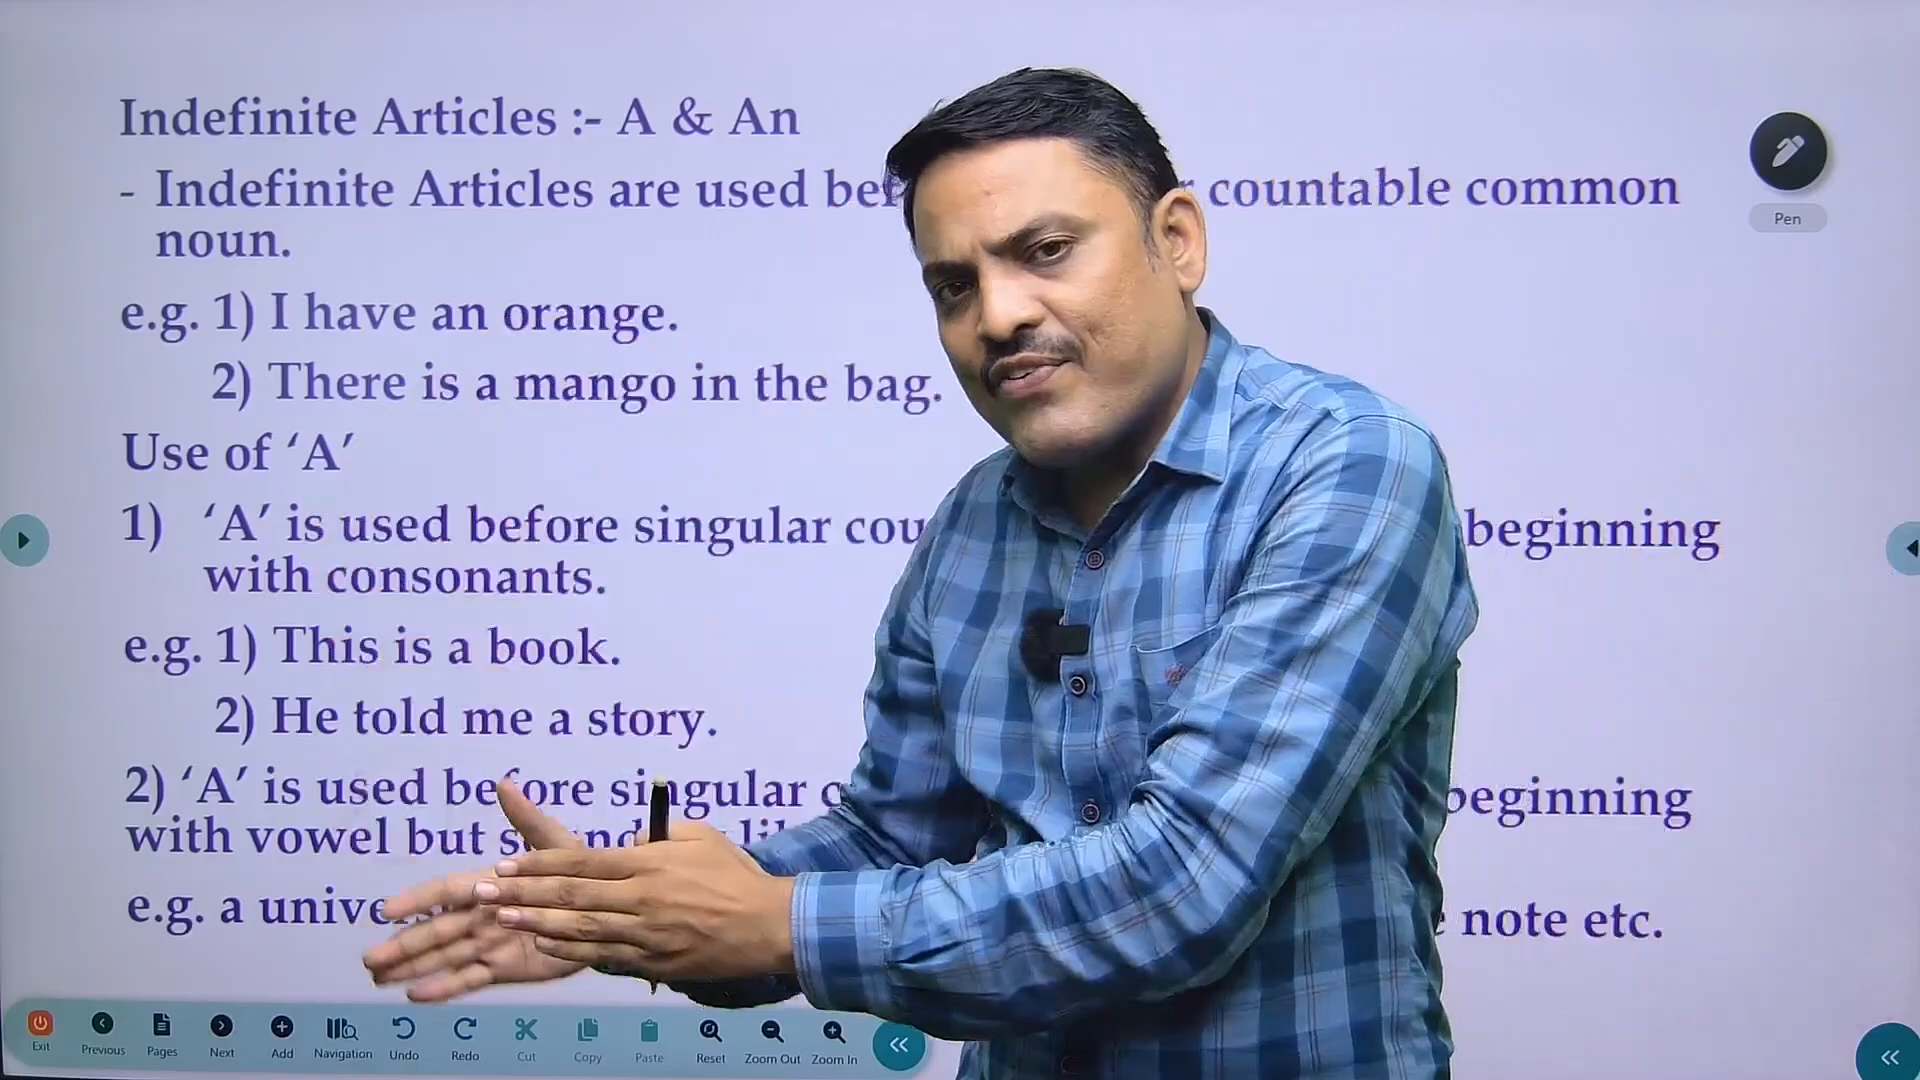 Indefinite Articles :- A & An
- Indefinite Articles are used countable common
noun.
e.g. 1) I have an orange.
2) There is a mango in the bag.
Use of ‘A’
1) ‘A’ is used before singular beginning
with consonants.
e.g. 1) This is a book.
2) He told me a story.
2) ‘A’ is used before singular beginning
with vowel but
e.g. a note etc.
Pen
Exit
Previous
Pages
Next
Add
Navigation
Undo
Redo
Cut
Copy
Paste
Reset
Zoom Out
Zoom In